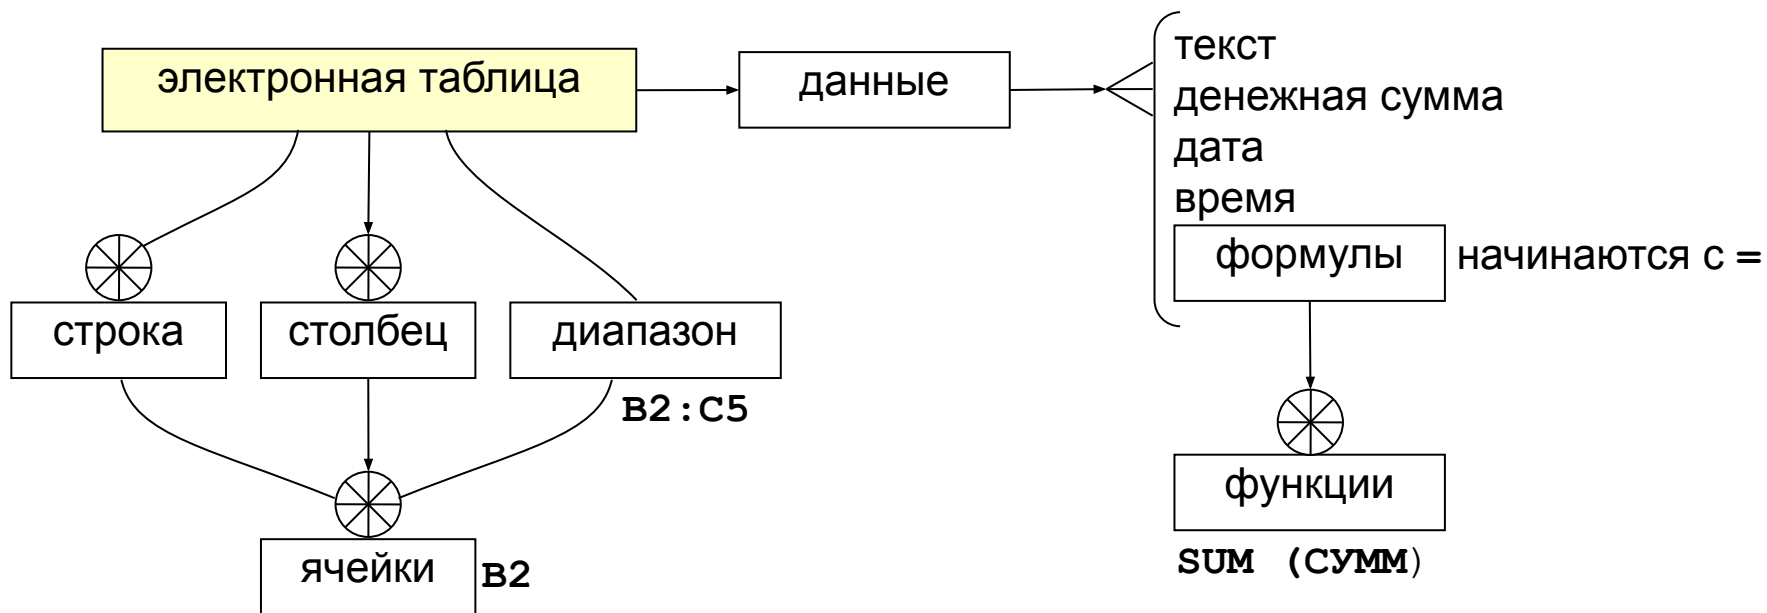 электронная таблица
данные
текст
денежная сумма
дата
время
формулы
начинаются с =
строка
столбец
диапазон
B2:C5
функции
SUM (СУММ)
ячейки
B2